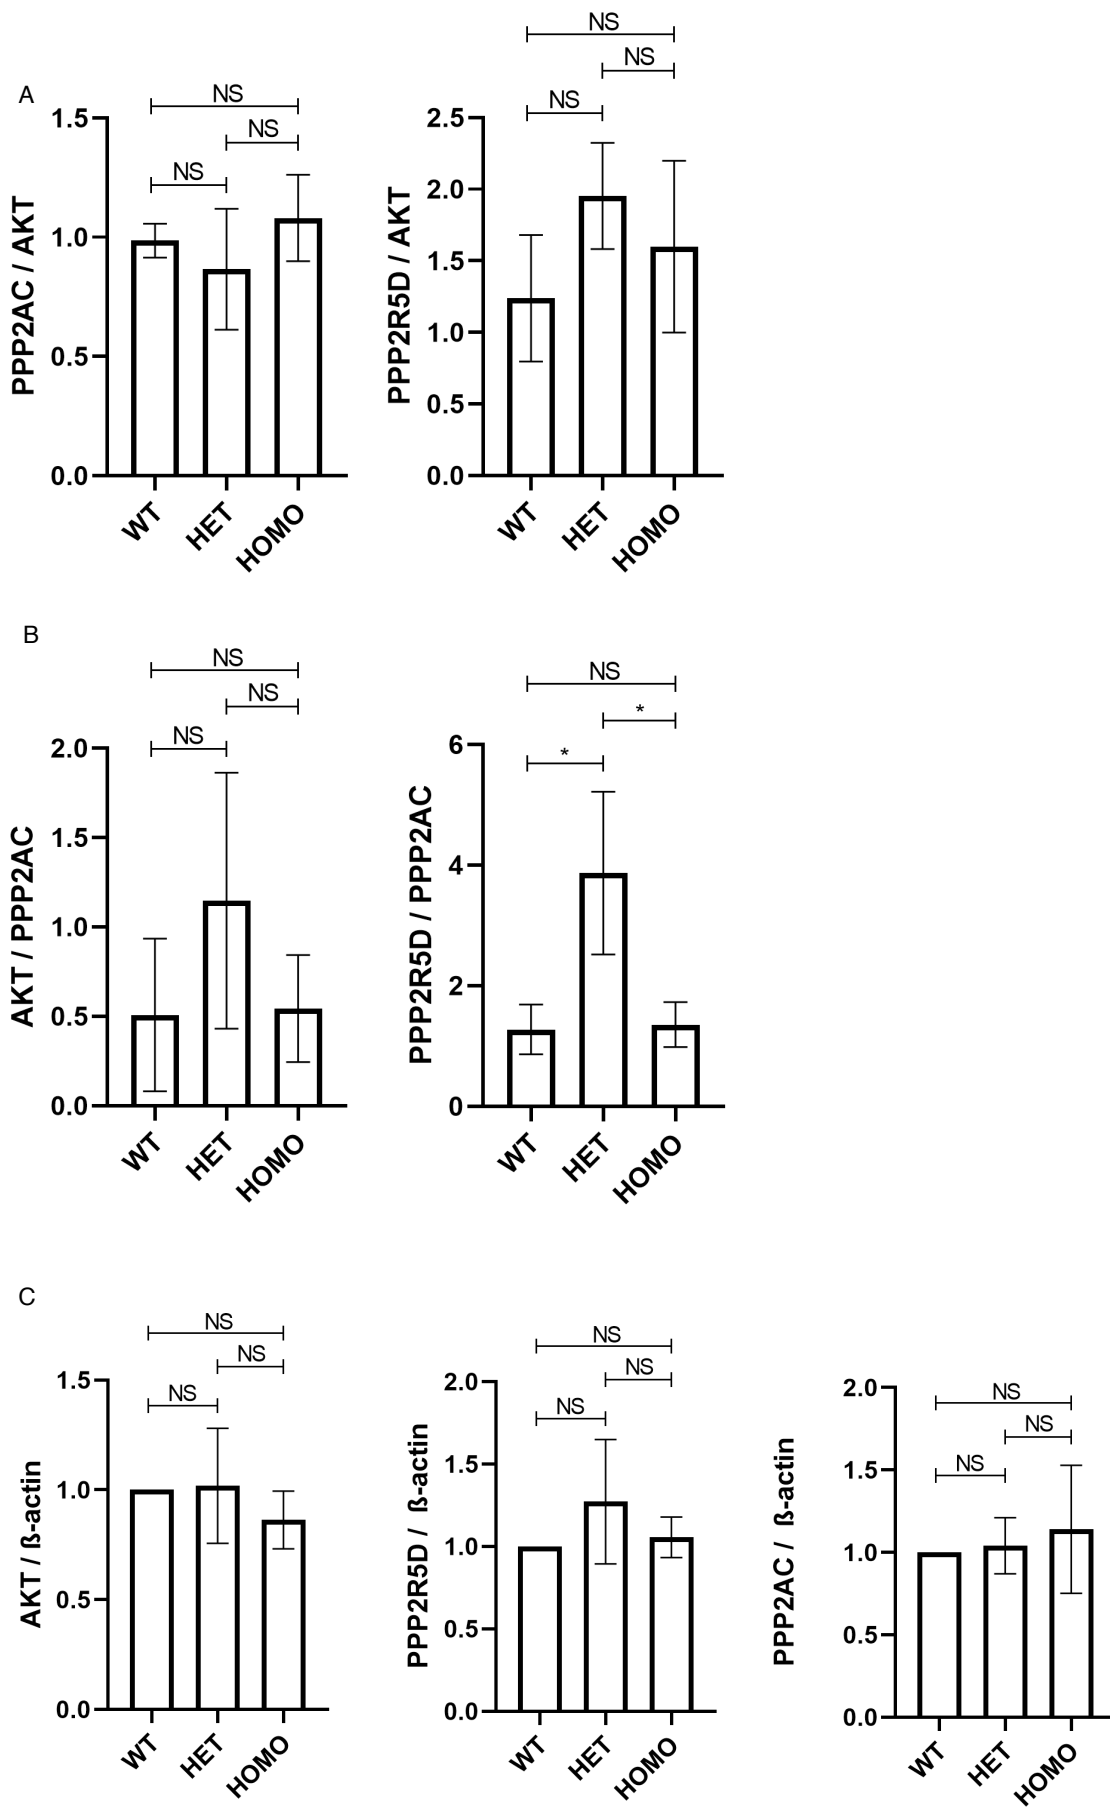 A
NS
NS
NS
1.5
1.0
0.5
0.0
PPP2AC / AKT
WT
HET
HOMO
NS
NS
NS
2.5
2.0
1.5
1.0
0.5
0.0
PPP2R5D / AKT
WT
HET
HOMO
B
NS
NS
NS
2.0
1.5
1.0
0.5
0.0
AKT / PPP2AC
WT
HET
HOMO
NS
*
*
6
4
2
0
PPP2R5D / PPP2AC
WT
HET
HOMO
C
NS
NS
NS
1.5
1.0
0.5
0.0
AKT / ß-actin
WT
HET
HOMO
NS
NS
NS
2.0
1.5
1.0
0.5
0.0
PPP2R5D / ß-actin
WT
HET
HOMO
NS
NS
NS
2.0
1.5
1.0
0.5
0.0
PPP2AC / ß-actin
WT
HET
HOMO